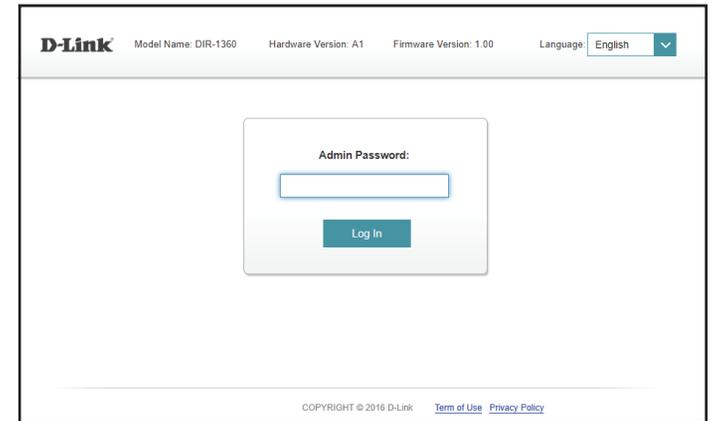 D-Link Model Name: DIR-1360 Hardware Version: A1 Firmware Version: 1.00 Language: English
Admin Password:
Log In
COPYRIGHT © 2016 D-Link Term of Use Privacy Policy